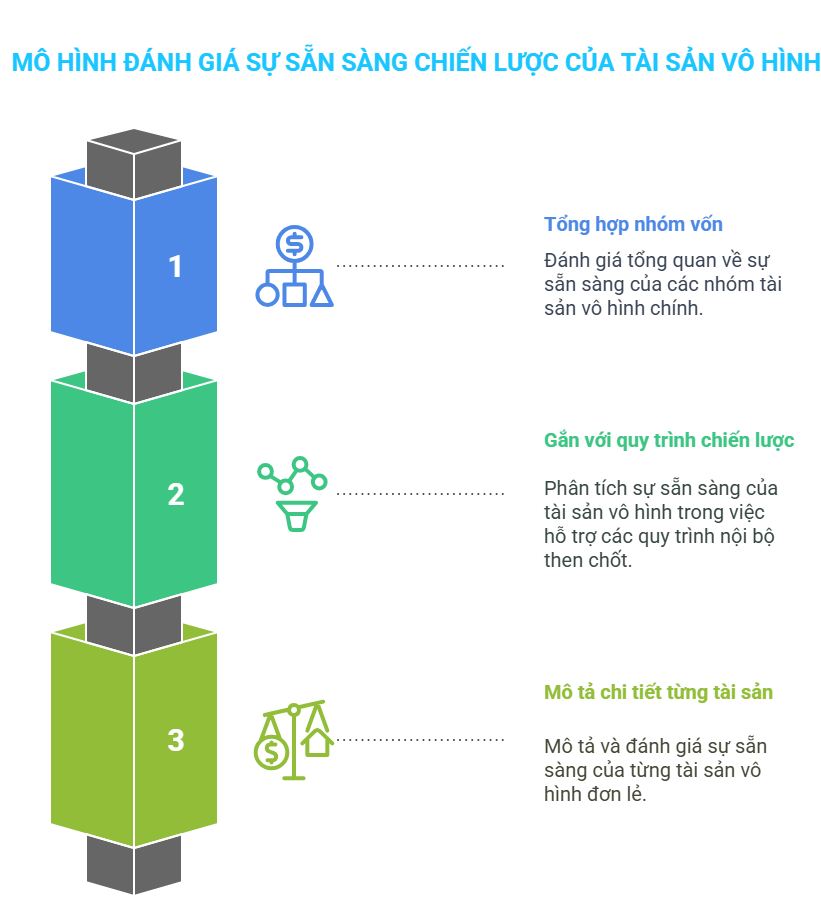 MÔ HÌNH ĐÁNH GIÁ SỰ SẴN SÀNG CHIẾN LƯỢC CỦA TÀI SẢN VÔ HÌNH
1
Tổng hợp nhóm vốn
Đánh giá tổng quan về sự
sẵn sàng của các nhóm tài
sản vô hình chính.
2
Gắn với quy trình chiến lược
Phân tích sự sẵn sàng của
tài sản vô hình trong việc
hỗ trợ các quy trình nội bộ
then chốt.
3
Mô tả chi tiết từng tài sản
Mô tả và đánh giá sự sẵn
sàng của từng tài sản vô
hình đơn lẻ.